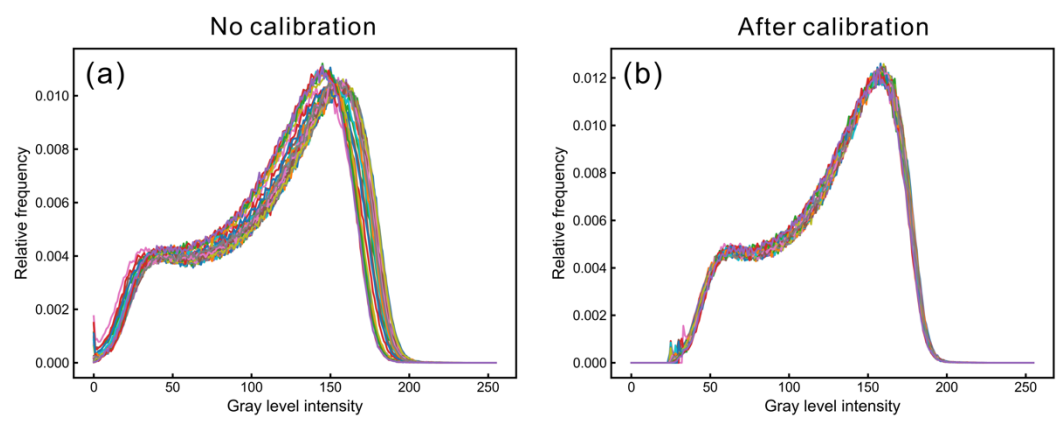 No calibration
(a)
Relative frequency
0.010
0.008
0.006
0.004
0.002
0.000
0 50 100 150 200 250
Gray level intensity
After calibration
(b)
Relative frequency
0.012
0.010
0.008
0.006
0.004
0.002
0.000
0 50 100 150 200 250
Gray level intensity